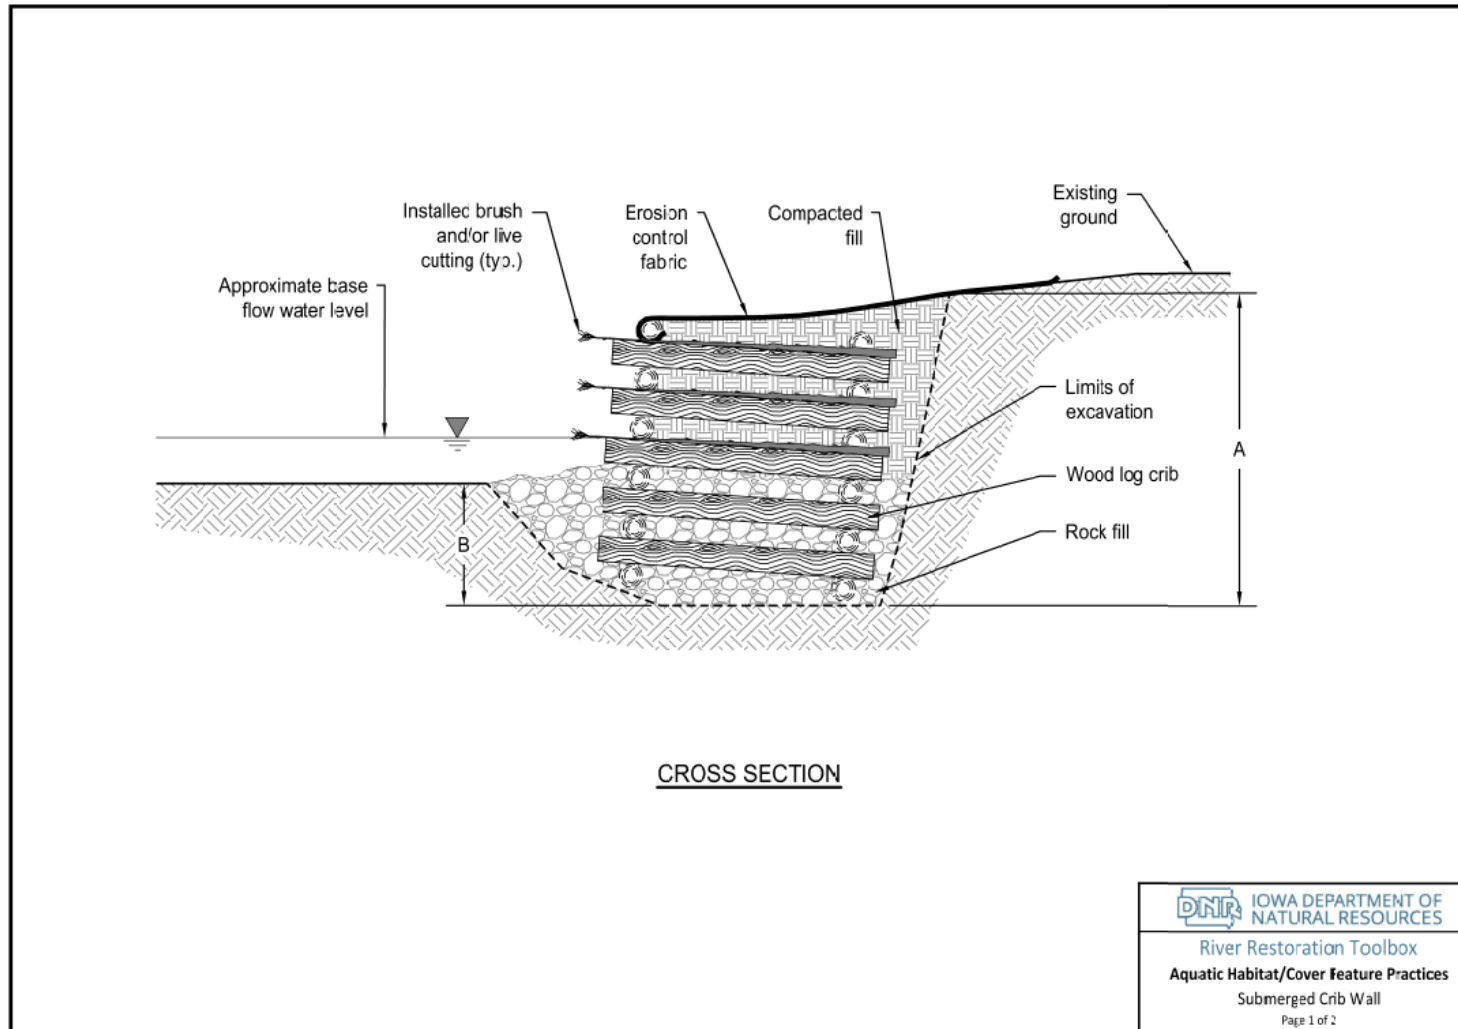 Installed brush
and/or live
cutting (typ.)
Erosion
control
fabric
Compacted
fill
Existing
ground
Approximate base
flow water level
Limits of
excavation
A
Wood log crib
B
Rock fill
CROSS SECTION
DNR
IOWA DEPARTMENT OF
NATURAL RESOURCES
River Restoration Toolbox
Aquatic Habitat/Cover Feature Practices
Submerged Crib Wall
Page 1 of 2